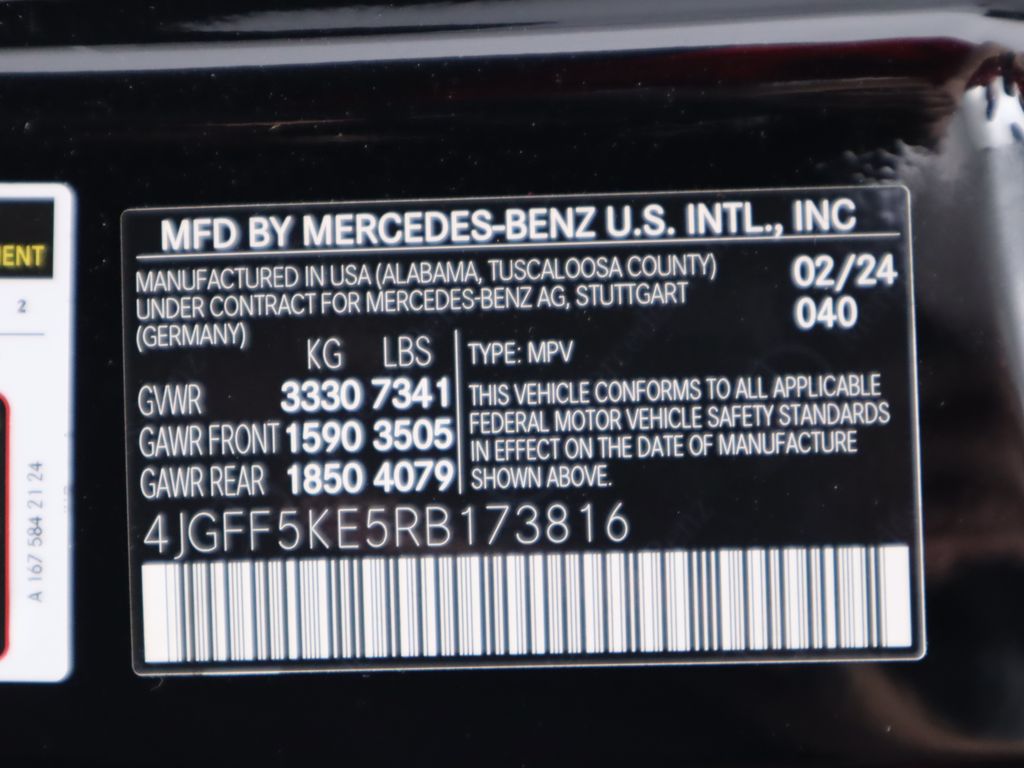 MFD BY MERCEDES-BENZ U.S. INTL., INC
MANUFACTURED IN USA (ALABAMA, TUSCALOOSA COUNTY)
UNDER CONTRACT FOR MERCEDES-BENZ AG, STUTTGART
(GERMANY)
02/24
040
KG LBS
GVWR 3330 7341
GAWR FRONT 1590 3505
GAWR REAR 1850 4079
TYPE: MPV
THIS VEHICLE CONFORMS TO ALL APPLICABLE
FEDERAL MOTOR VEHICLE SAFETY STANDARDS
IN EFFECT ON THE DATE OF MANUFACTURE
SHOWN ABOVE.
4JGFF5KE5RB173816
ENT
2
A 167 584 21 24